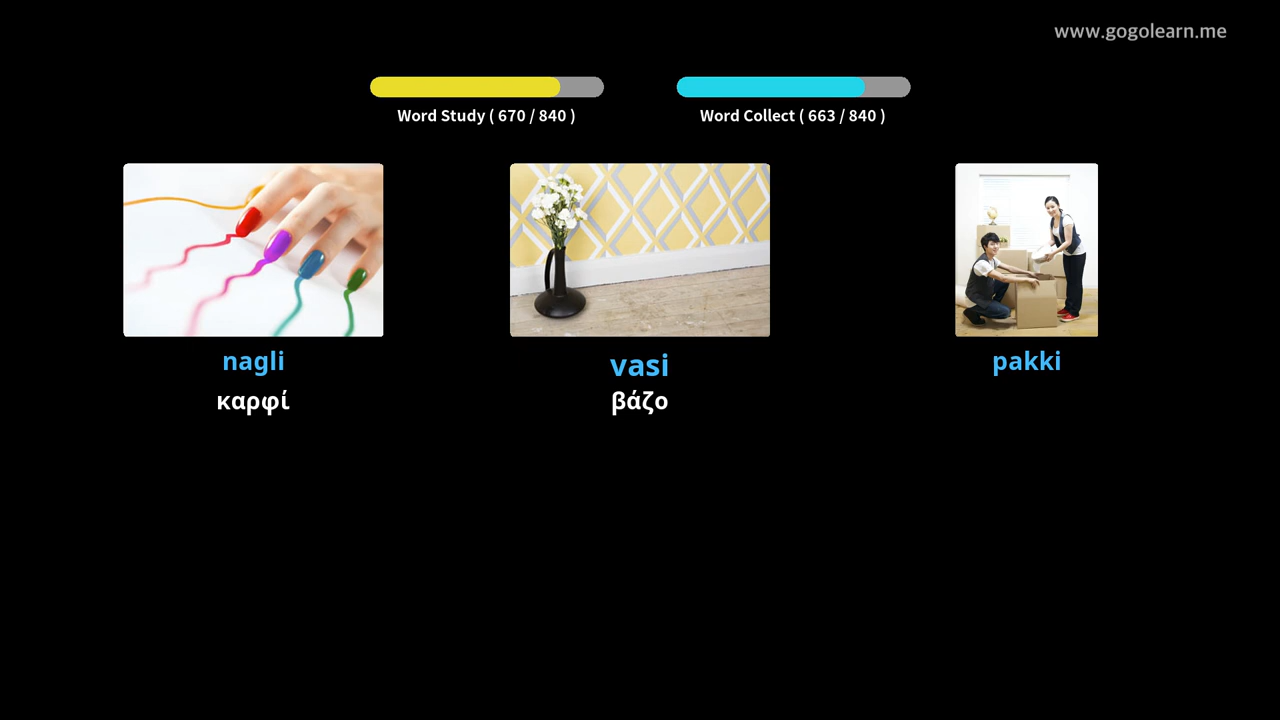 www.gogolearn.me
Word Study ( 670 / 840 )
Word Collect ( 663 / 840 )
nagli
vasi
pakki
καρφί
βάζο